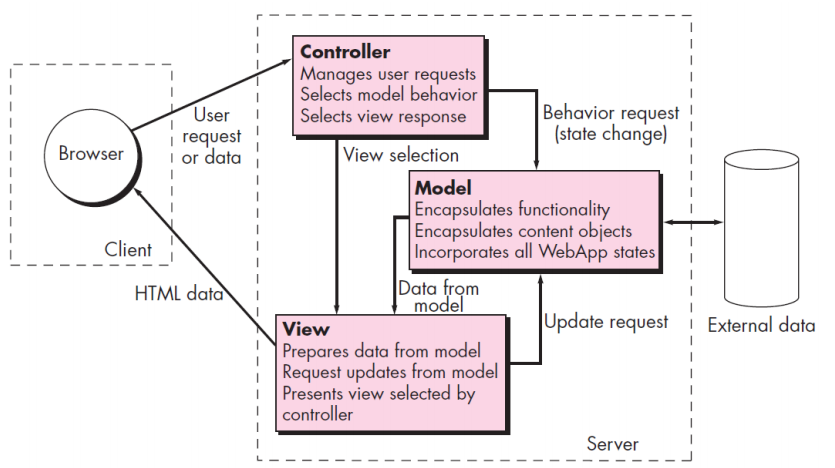 Controller
Manages user requests
Selects model behavior
Selects view response
User
request
or data
Browser
Client
HTML data
View selection
Behavior request
(state change)
Model
Encapsulates functionality
Encapsulates content objects
Incorporates all WebApp states
Data from
model
Update request
External data
View
Prepares data from model
Request updates from model
Presents view selected by
controller
Server